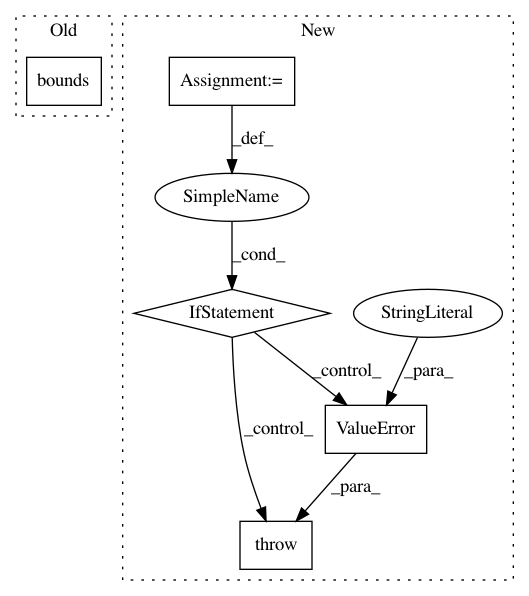 Old
New
bounds
Assignment:=
_def_
SimpleName
_cond_
IfStatement
StringLiteral
_control_
_para_
_control_
ValueError
_para_
throw